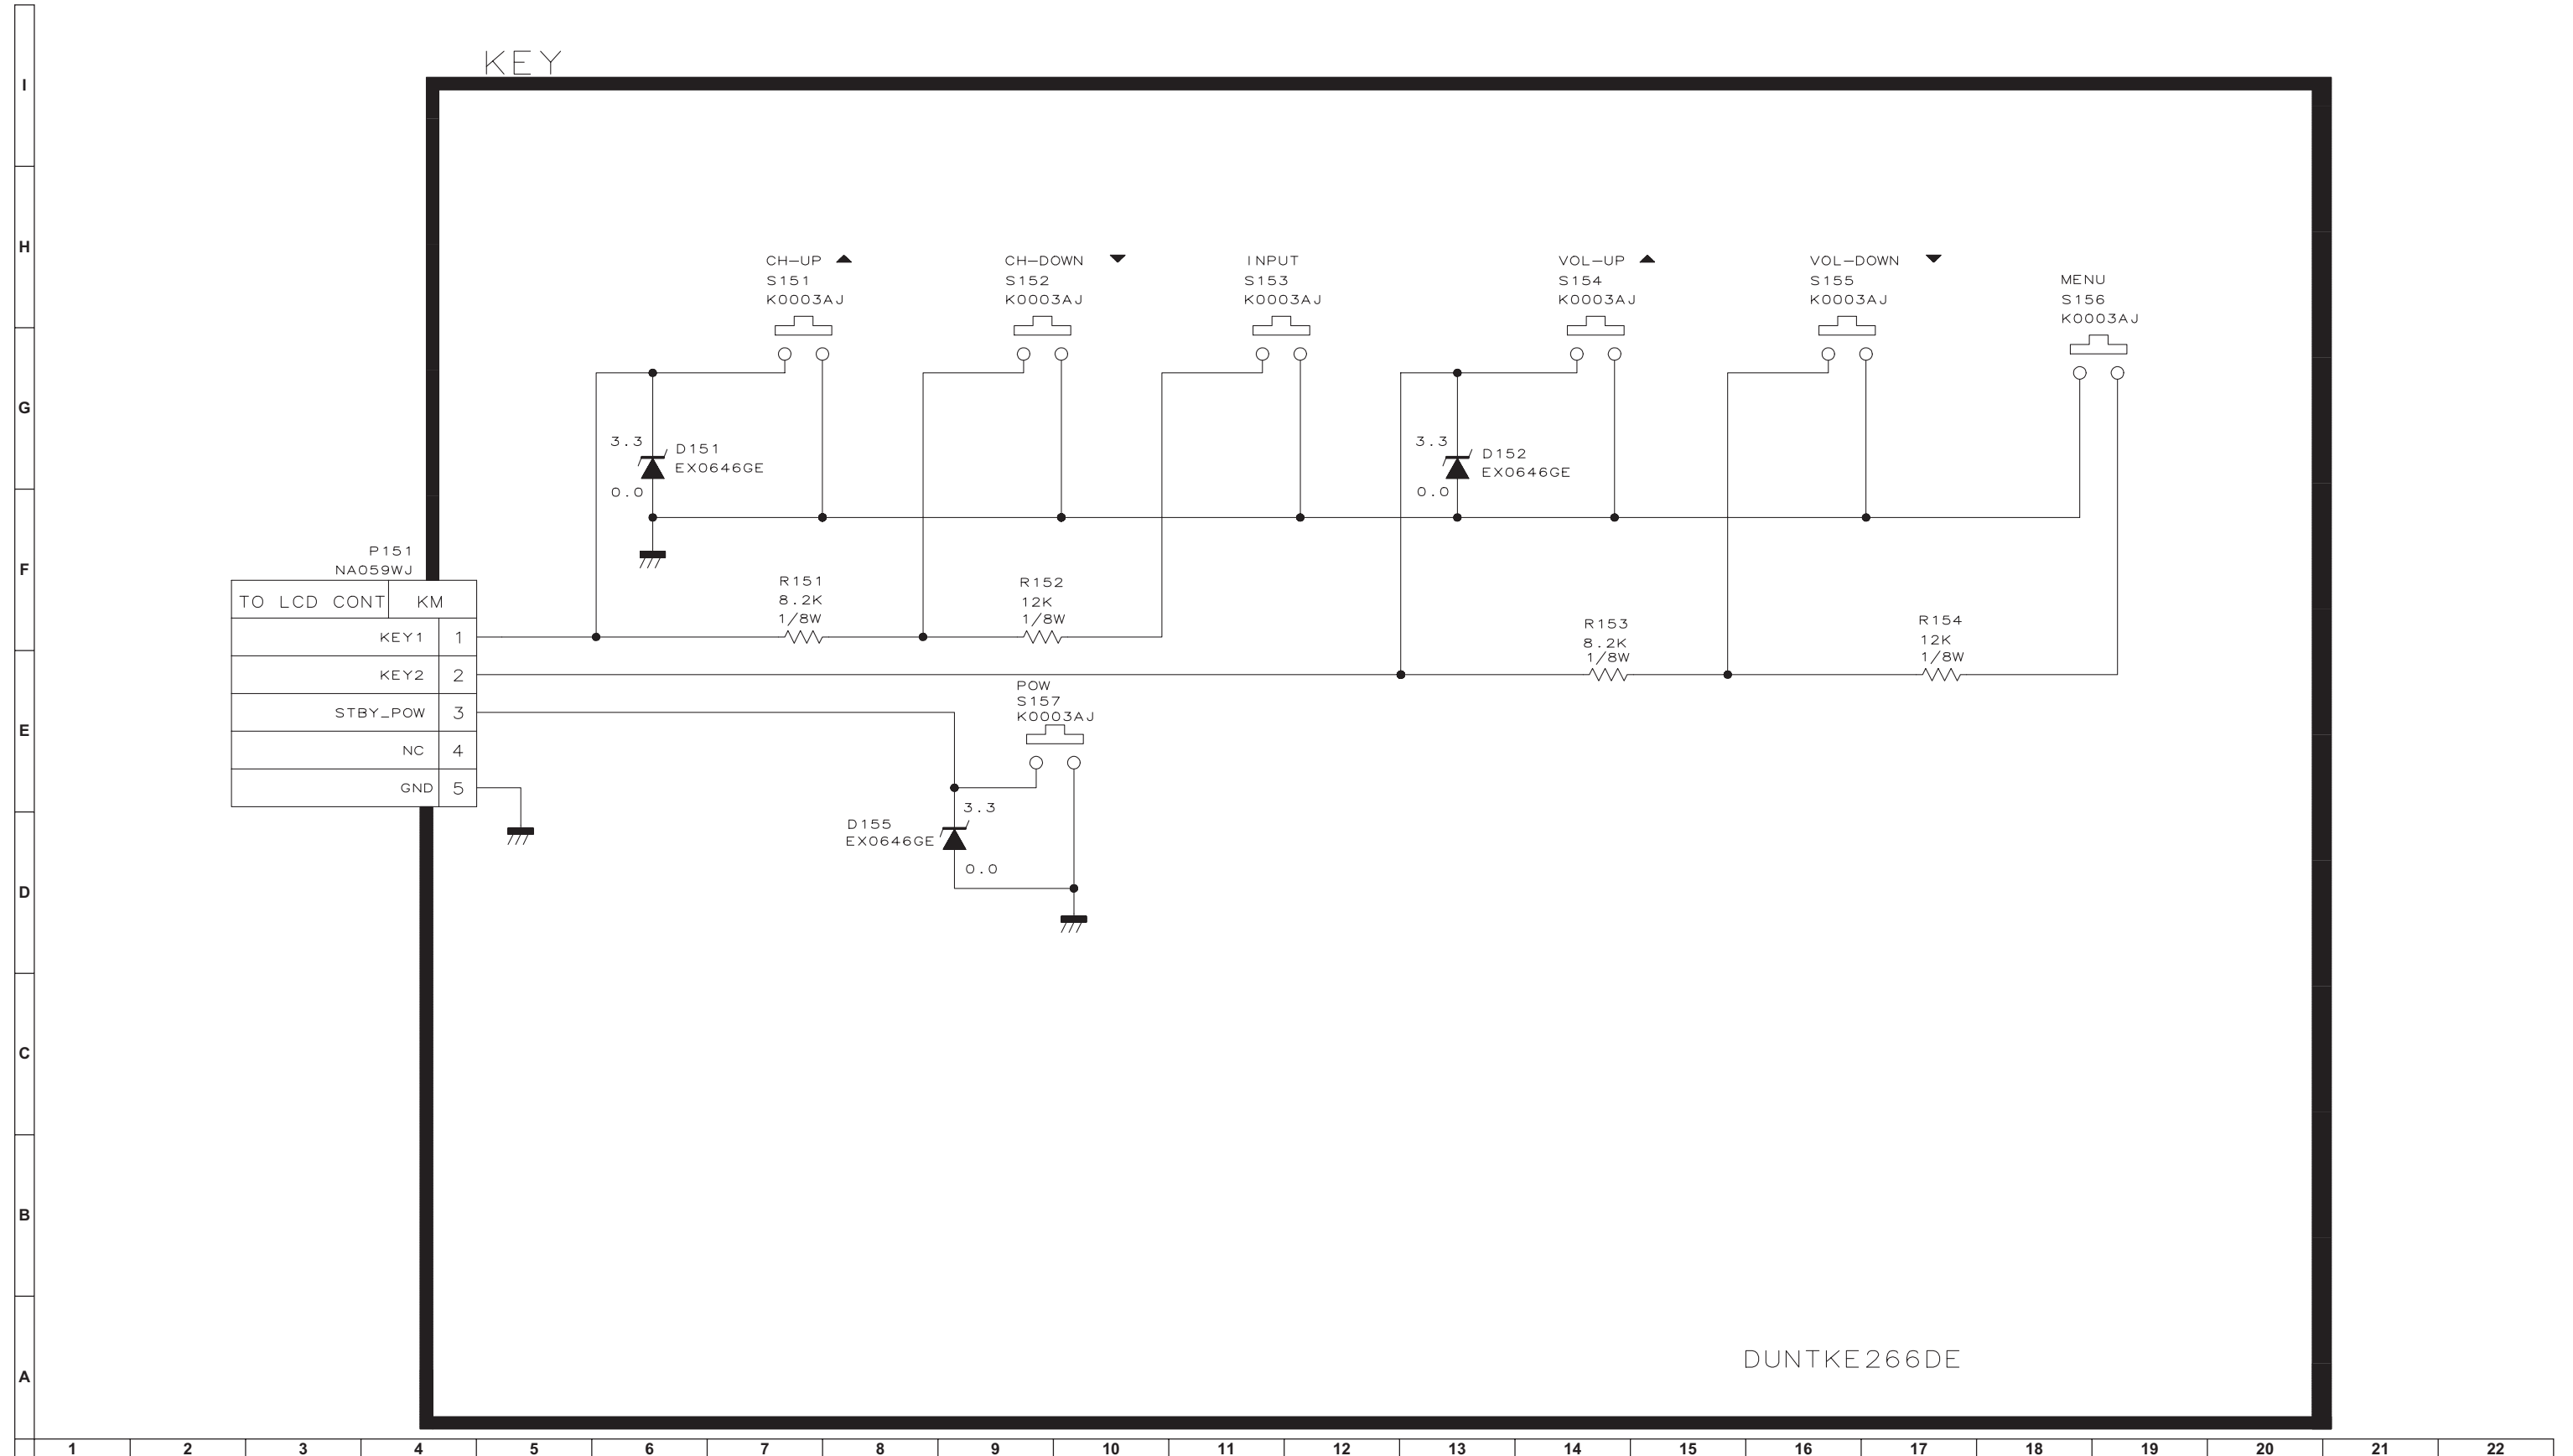 KEY
I
H
G
F
E
D
C
B
A
CH-UP ▲
S151
K0003AJ
CH-DOWN ▼
S152
K0003AJ
INPUT
S153
K0003AJ
VOL-UP ▲
S154
K0003AJ
VOL-DOWN ▼
S155
K0003AJ
MENU
S156
K0003AJ
3.3
D151
EX0646GE
0.0
3.3
D152
EX0646GE
0.0
P151
NA059WJ
TO LCD CONT KM
KEY1 1
KEY2 2
STBY_POW 3
NC 4
GND 5
R151
8.2K
1/8W
R152
12K
1/8W
R153
8.2K
1/8W
R154
12K
1/8W
POW
S157
K0003AJ
3.3
D155
EX0646GE
0.0
DUNTKE266DE
1 2 3 4 5 6 7 8 9 10 11 12 13 14 15 16 17 18 19 20 21 22